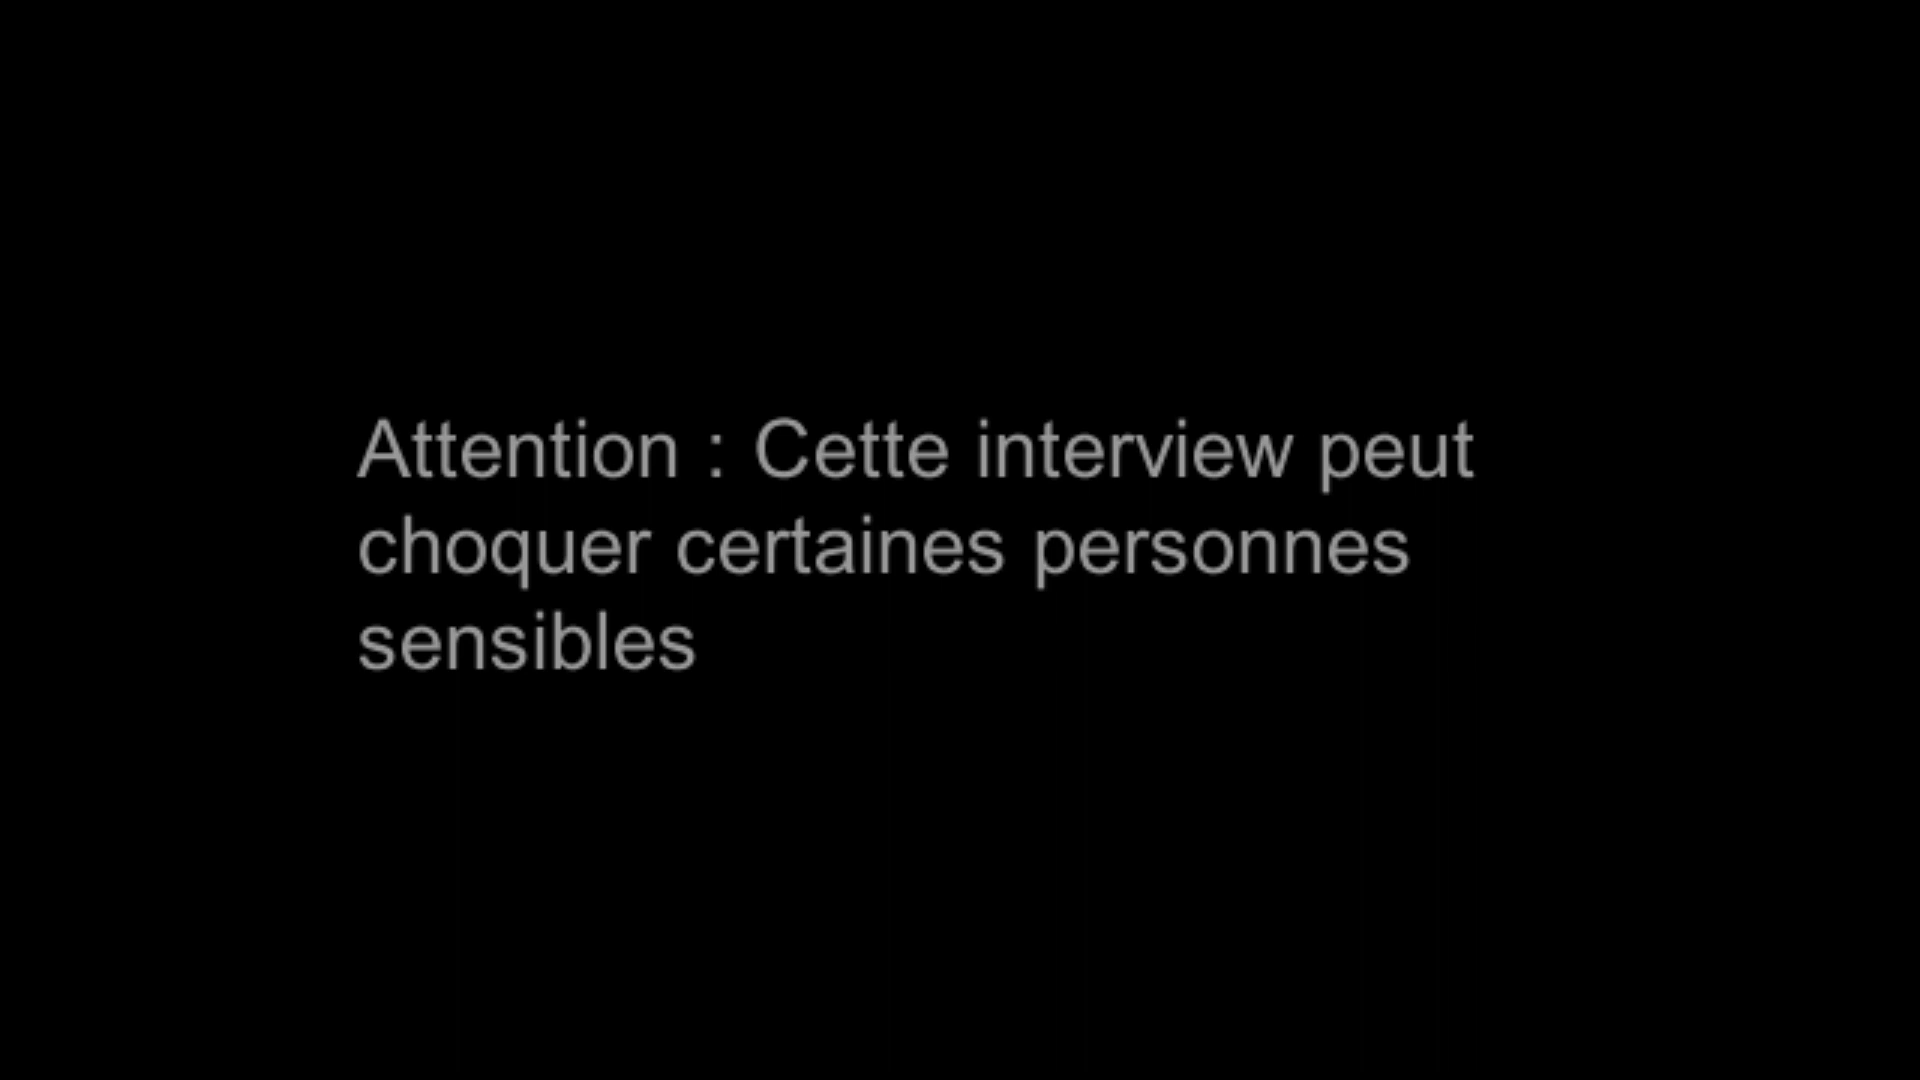 Attention : Cette interview peut
choquer certaines personnes
sensibles